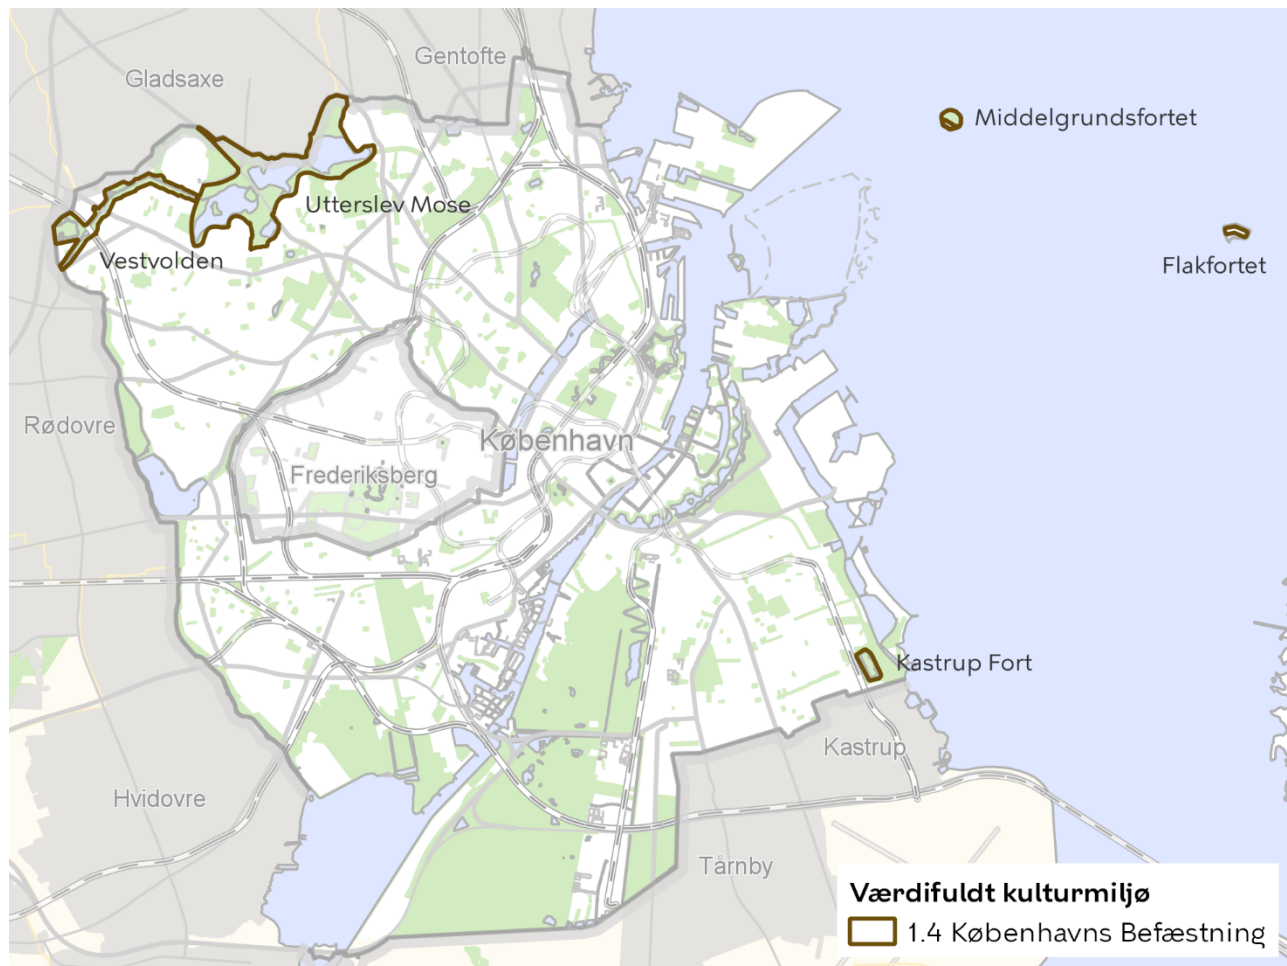 Gentofte
Gladsaxe
Middelgrundsfortet
Utterslev Mose
Vestvolden
Flakfortet
Rødovre
København
Frederiksberg
Kastrup Fort
Kastrup
Hvidovre
Tårnby
Værdifuldt kulturmiljø
1.4 Københavns Befæstning